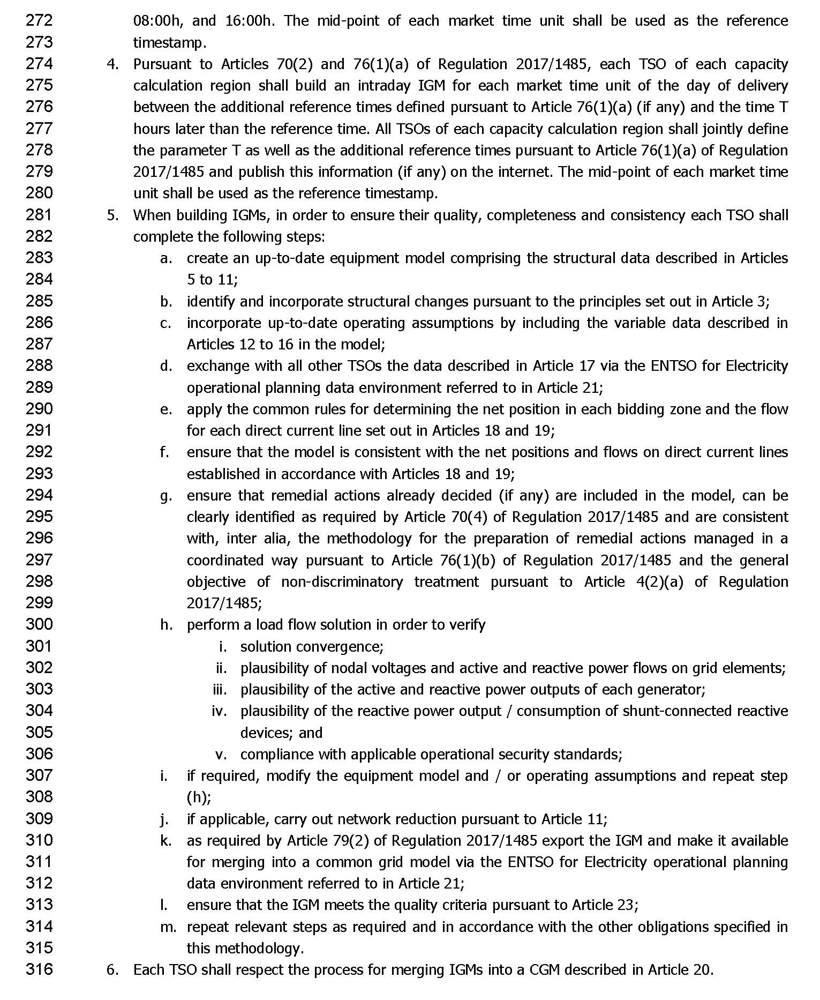 272 08:00h, and 16:00h. The mid-point of each market time unit shall be used as the reference
273 timestamp.
274 4. Pursuant to Articles 70(2) and 76(1)(a) of Regulation 2017/1485, each TSO of each capacity
275 calculation region shall build an intraday IGM for each market time unit of the day of delivery
276 between the additional reference times defined pursuant to Article 76(1)(a) (if any) and the time T
277 hours later than the reference time. All TSOs of each capacity calculation region shall jointly define
278 the parameter T as well as the additional reference times pursuant to Article 76(1)(a) of Regulation
279 2017/1485 and publish this information (if any) on the internet. The mid-point of each market time
280 unit shall be used as the reference timestamp.
281 5. When building IGMs, in order to ensure their quality, completeness and consistency each TSO shall
282 complete the following steps:
283 a. create an up-to-date equipment model comprising the structural data described in Articles
284 5 to 11;
285 b. identify and incorporate structural changes pursuant to the principles set out in Article 3;
286 c. incorporate up-to-date operating assumptions by including the variable data described in
287 Articles 12 to 16 in the model;
288 d. exchange with all other TSOs the data described in Article 17 via the ENTSO for Electricity
289 operational planning data environment referred to in Article 21;
290 e. apply the common rules for determining the net position in each bidding zone and the flow
291 for each direct current line set out in Articles 18 and 19;
292 f. ensure that the model is consistent with the net positions and flows on direct current lines
293 established in accordance with Articles 18 and 19;
294 g. ensure that remedial actions already decided (if any) are included in the model, can be
295 clearly identified as required by Article 70(4) of Regulation 2017/1485 and are consistent
296 with, inter alia, the methodology for the preparation of remedial actions managed in a
297 coordinated way pursuant to Article 76(1)(b) of Regulation 2017/1485 and the general
298 objective of non-discriminatory treatment pursuant to Article 4(2)(a) of Regulation
299 2017/1485;
300 h. perform a load flow solution in order to verify
301 i. solution convergence;
302 ii. plausibility of nodal voltages and active and reactive power flows on grid elements;
303 iii. plausibility of the active and reactive power outputs of each generator;
304 iv. plausibility of the reactive power output / consumption of shunt-connected reactive
305 devices; and
306 v. compliance with applicable operational security standards;
307 i. if required, modify the equipment model and / or operating assumptions and repeat step
308 (h);
309 j. if applicable, carry out network reduction pursuant to Article 11;
310 k. as required by Article 79(2) of Regulation 2017/1485 export the IGM and make it available
311 for merging into a common grid model via the ENTSO for Electricity operational planning
312 data environment referred to in Article 21;
313 l. ensure that the IGM meets the quality criteria pursuant to Article 23;
314 m. repeat relevant steps as required and in accordance with the other obligations specified in
315 this methodology.
316 6. Each TSO shall respect the process for merging IGMs into a CGM described in Article 20.